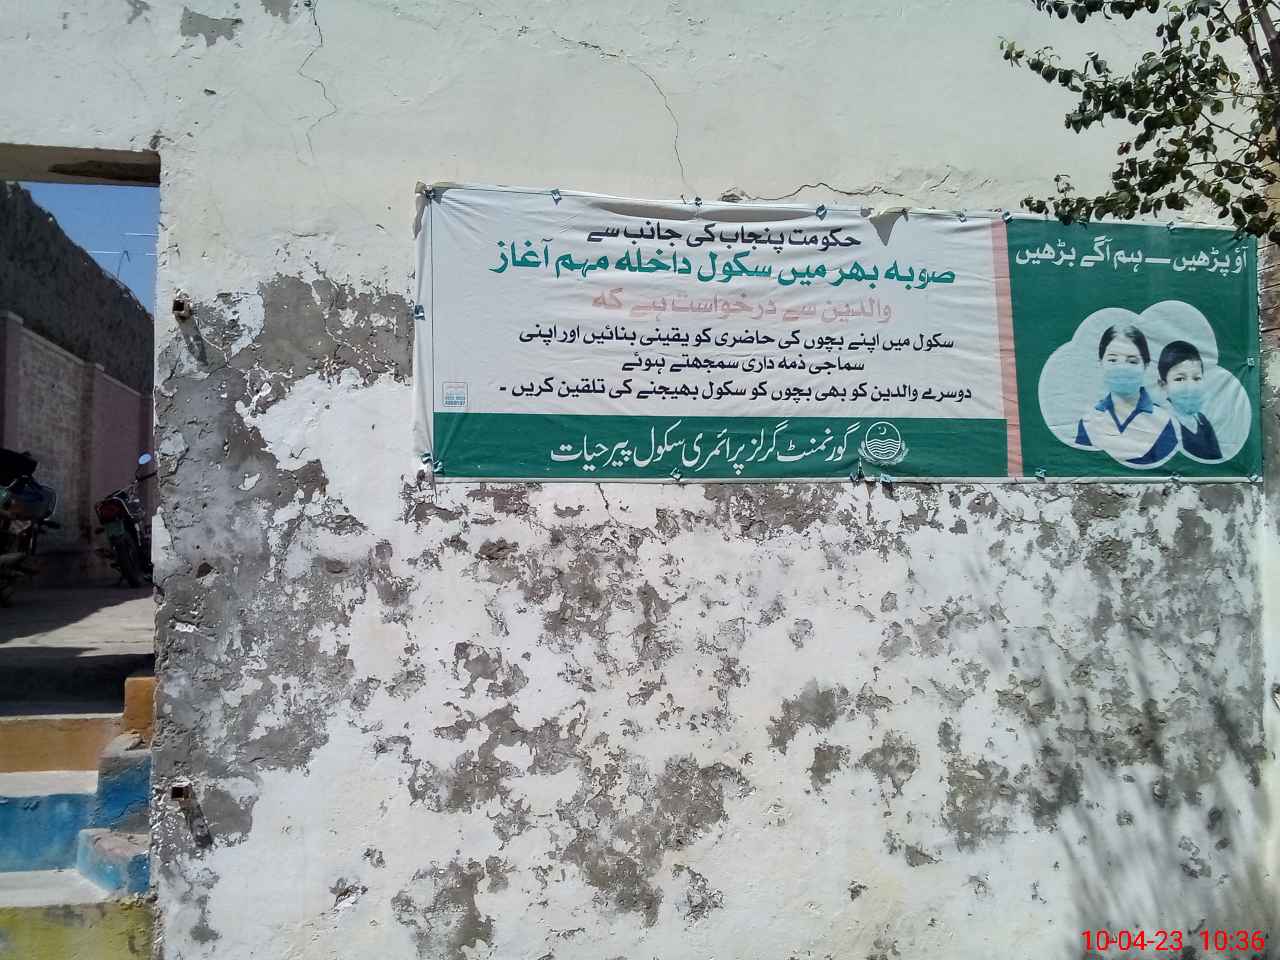 حکومت پنجاب کی جانب سے
صوبہ بھر میں سکول داخلہ مہم آغاز
والدین سے درخواست ہے کہ
سکول میں اپنے بچوں کی حاضری کو یقینی بنائیں اور اپنی
سماجی ذمہ داری سمجھتے ہوئے
دوسرے والدین کو بھی بچوں کو سکول بھیجنے کی تلقین کریں ۔
گورنمنٹ گرلز پرائمری سکول پیر حیات
آؤ پڑھیں — ہم آگے بڑھیں
10-04-23 10:36